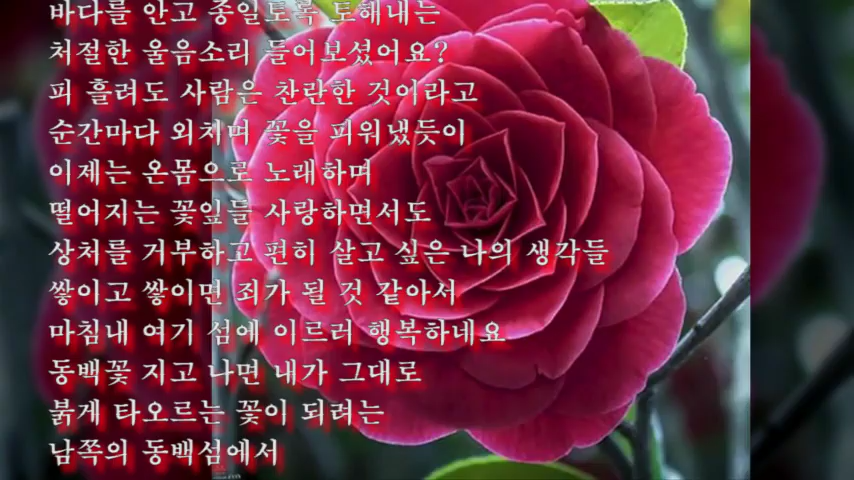 바다를 안고 종일토록 토해내는
처절한 울음소리 들어보셨어요?
피 흘려도 사람은 찬란한 것이라고
순간마다 외치며 꽃을 피워냈듯이
이제는 온몸으로 노래하며
떨어지는 꽃잎들 사랑하면서도
상처를 거부하고 편히 살고 싶은 나의 생각들
쌓이고 쌓이면 죄가 될 것 같아서
마침내 여기 섬에 이르러 행복하네요
동백꽃 지고 나면 내가 그대로
붉게 타오르는 꽃이 되려는
남쪽의 동백섬에서